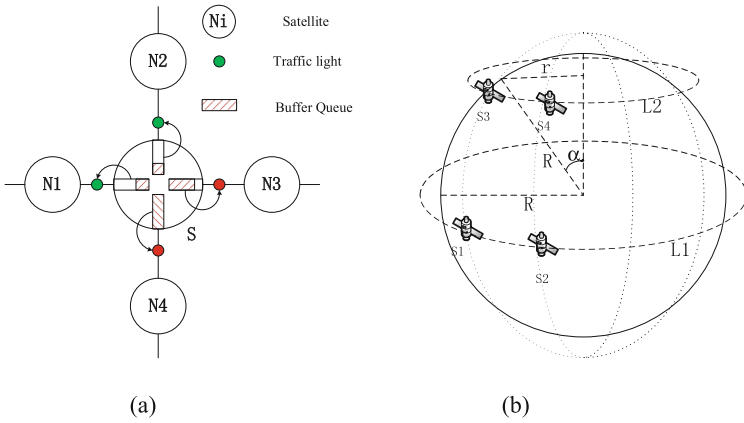 Ni
Satellite
Traffic light
Buffer Queue
N2
N1
N3
S
N4
(a)
r
S3
S4
L2
R
α
R
S1
S2
L1
(b)